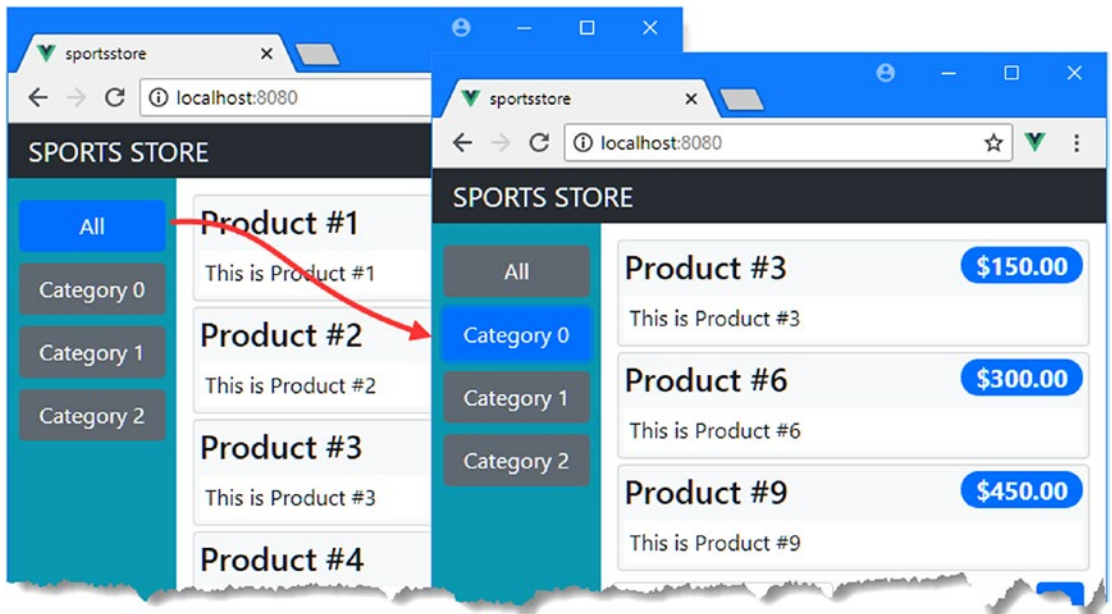 sportsstore
localhost:8080
SPORTS STORE
All
Category 0
Category 1
Category 2
Product #1
This is Product #1
Product #2
This is Product #2
Product #3
This is Product #3
Product #4
sportsstore
localhost:8080
SPORTS STORE
All
Category 0
Category 1
Category 2
Product #3 $150.00
This is Product #3
Product #6 $300.00
This is Product #6
Product #9 $450.00
This is Product #9